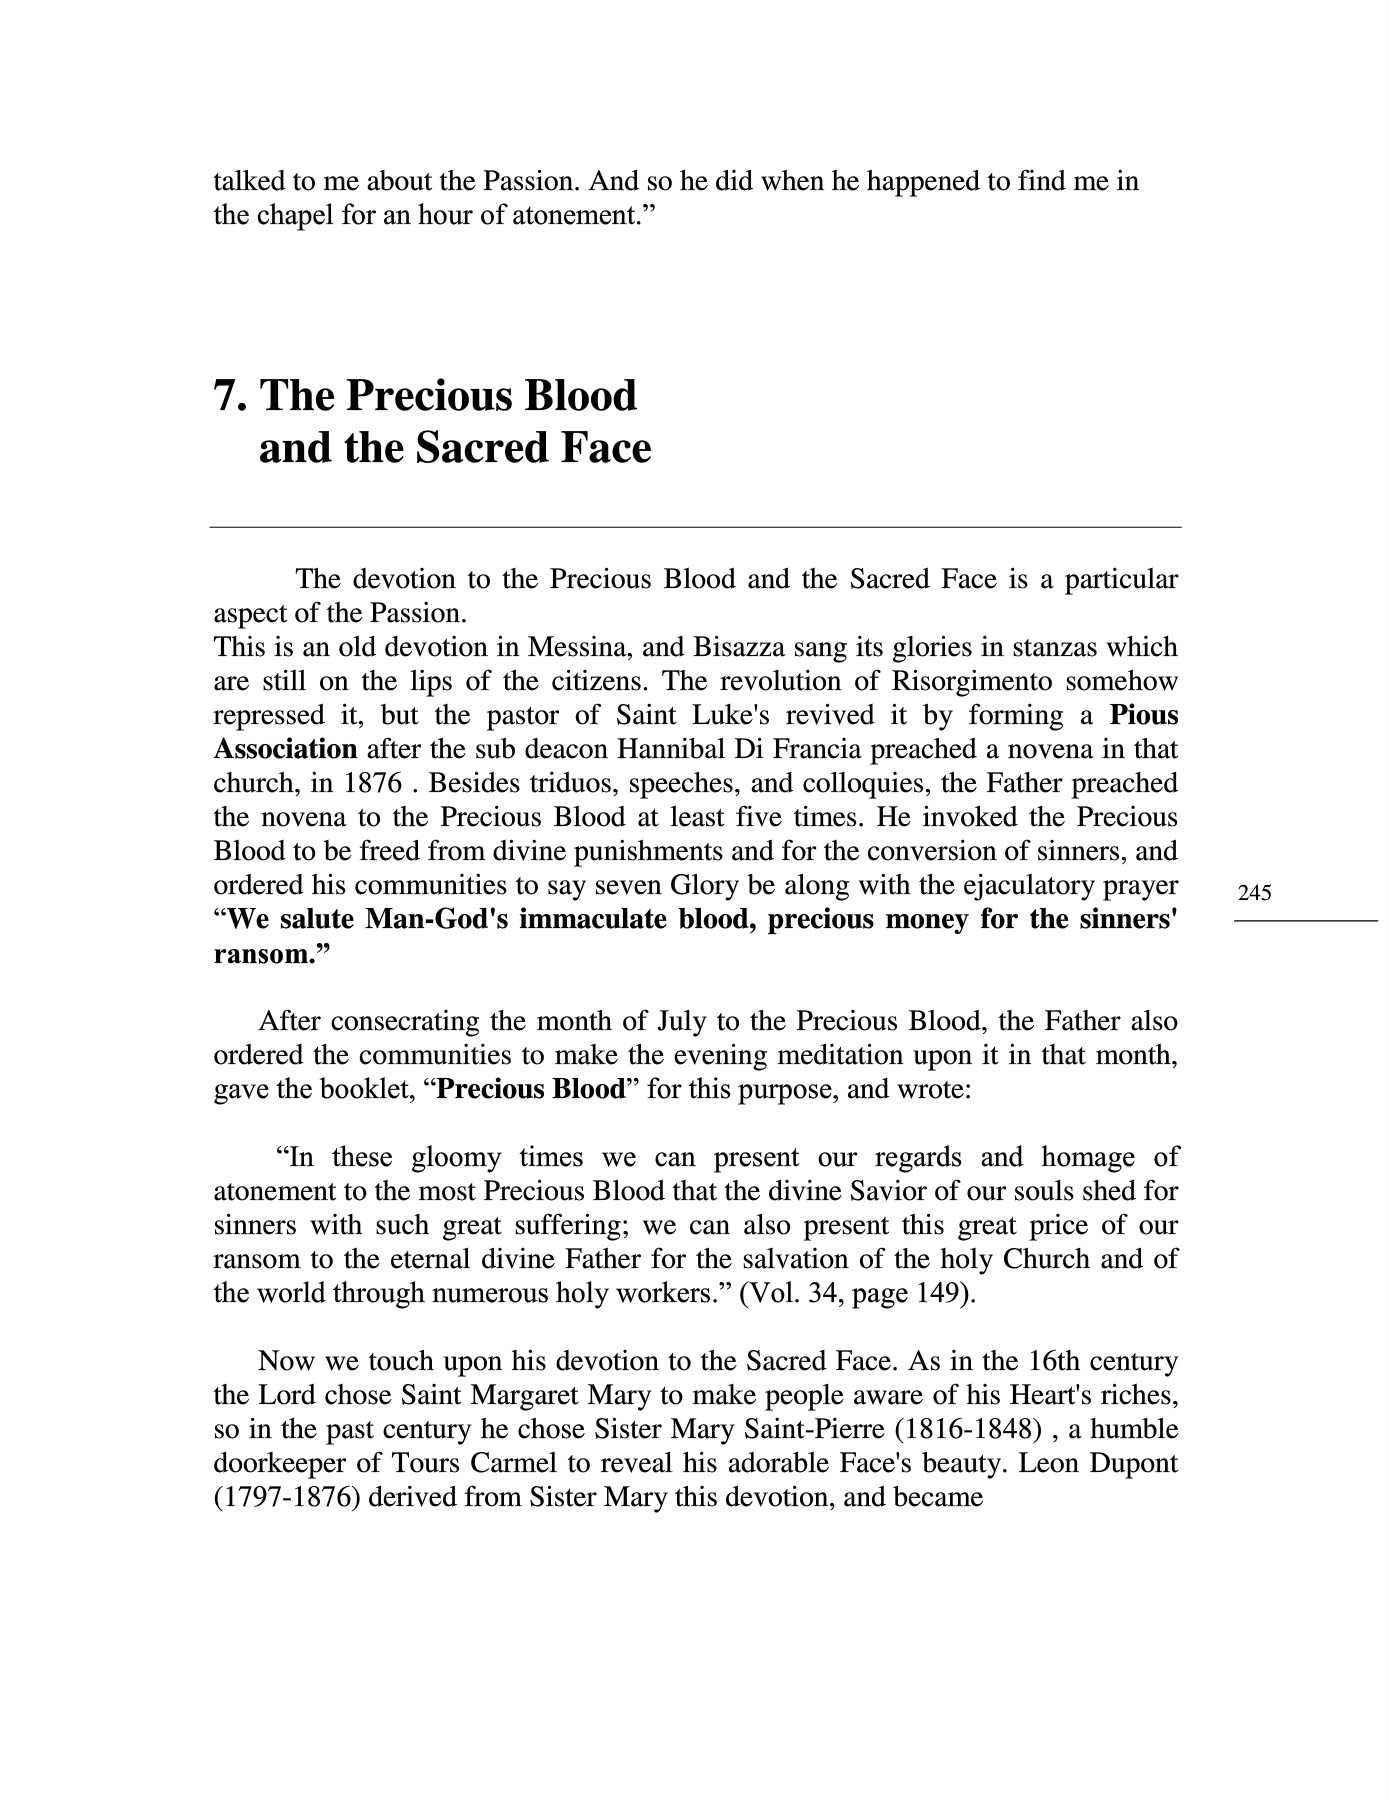 talked to me about the Passion. And so he did when he happened to find me in
the chapel for an hour of atonement.”
7. The Precious Blood
and the Sacred Face
The devotion to the Precious Blood and the Sacred Face is a particular
aspect of the Passion.
This is an old devotion in Messina, and Bisazza sang its glories in stanzas which
are still on the lips of the citizens. The revolution of Risorgimento somehow
repressed it, but the pastor of Saint Luke's revived it by forming a Pious
Association after the sub deacon Hannibal Di Francia preached a novena in that
church, in 1876 . Besides triduos, speeches, and colloquies, the Father preached
the novena to the Precious Blood at least five times. He invoked the Precious
Blood to be freed from divine punishments and for the conversion of sinners, and
ordered his communities to say seven Glory be along with the ejaculatory prayer
“We salute Man-God's immaculate blood, precious money for the sinners'
ransom.”
245
After consecrating the month of July to the Precious Blood, the Father also
ordered the communities to make the evening meditation upon it in that month,
gave the booklet, “Precious Blood” for this purpose, and wrote:
“In these gloomy times we can present our regards and homage of
atonement to the most Precious Blood that the divine Savior of our souls shed for
sinners with such great suffering; we can also present this great price of our
ransom to the eternal divine Father for the salvation of the holy Church and of
the world through numerous holy workers.” (Vol. 34, page 149).
Now we touch upon his devotion to the Sacred Face. As in the 16th century
the Lord chose Saint Margaret Mary to make people aware of his Heart's riches,
so in the past century he chose Sister Mary Saint-Pierre (1816-1848) , a humble
doorkeeper of Tours Carmel to reveal his adorable Face's beauty. Leon Dupont
(1797-1876) derived from Sister Mary this devotion, and became